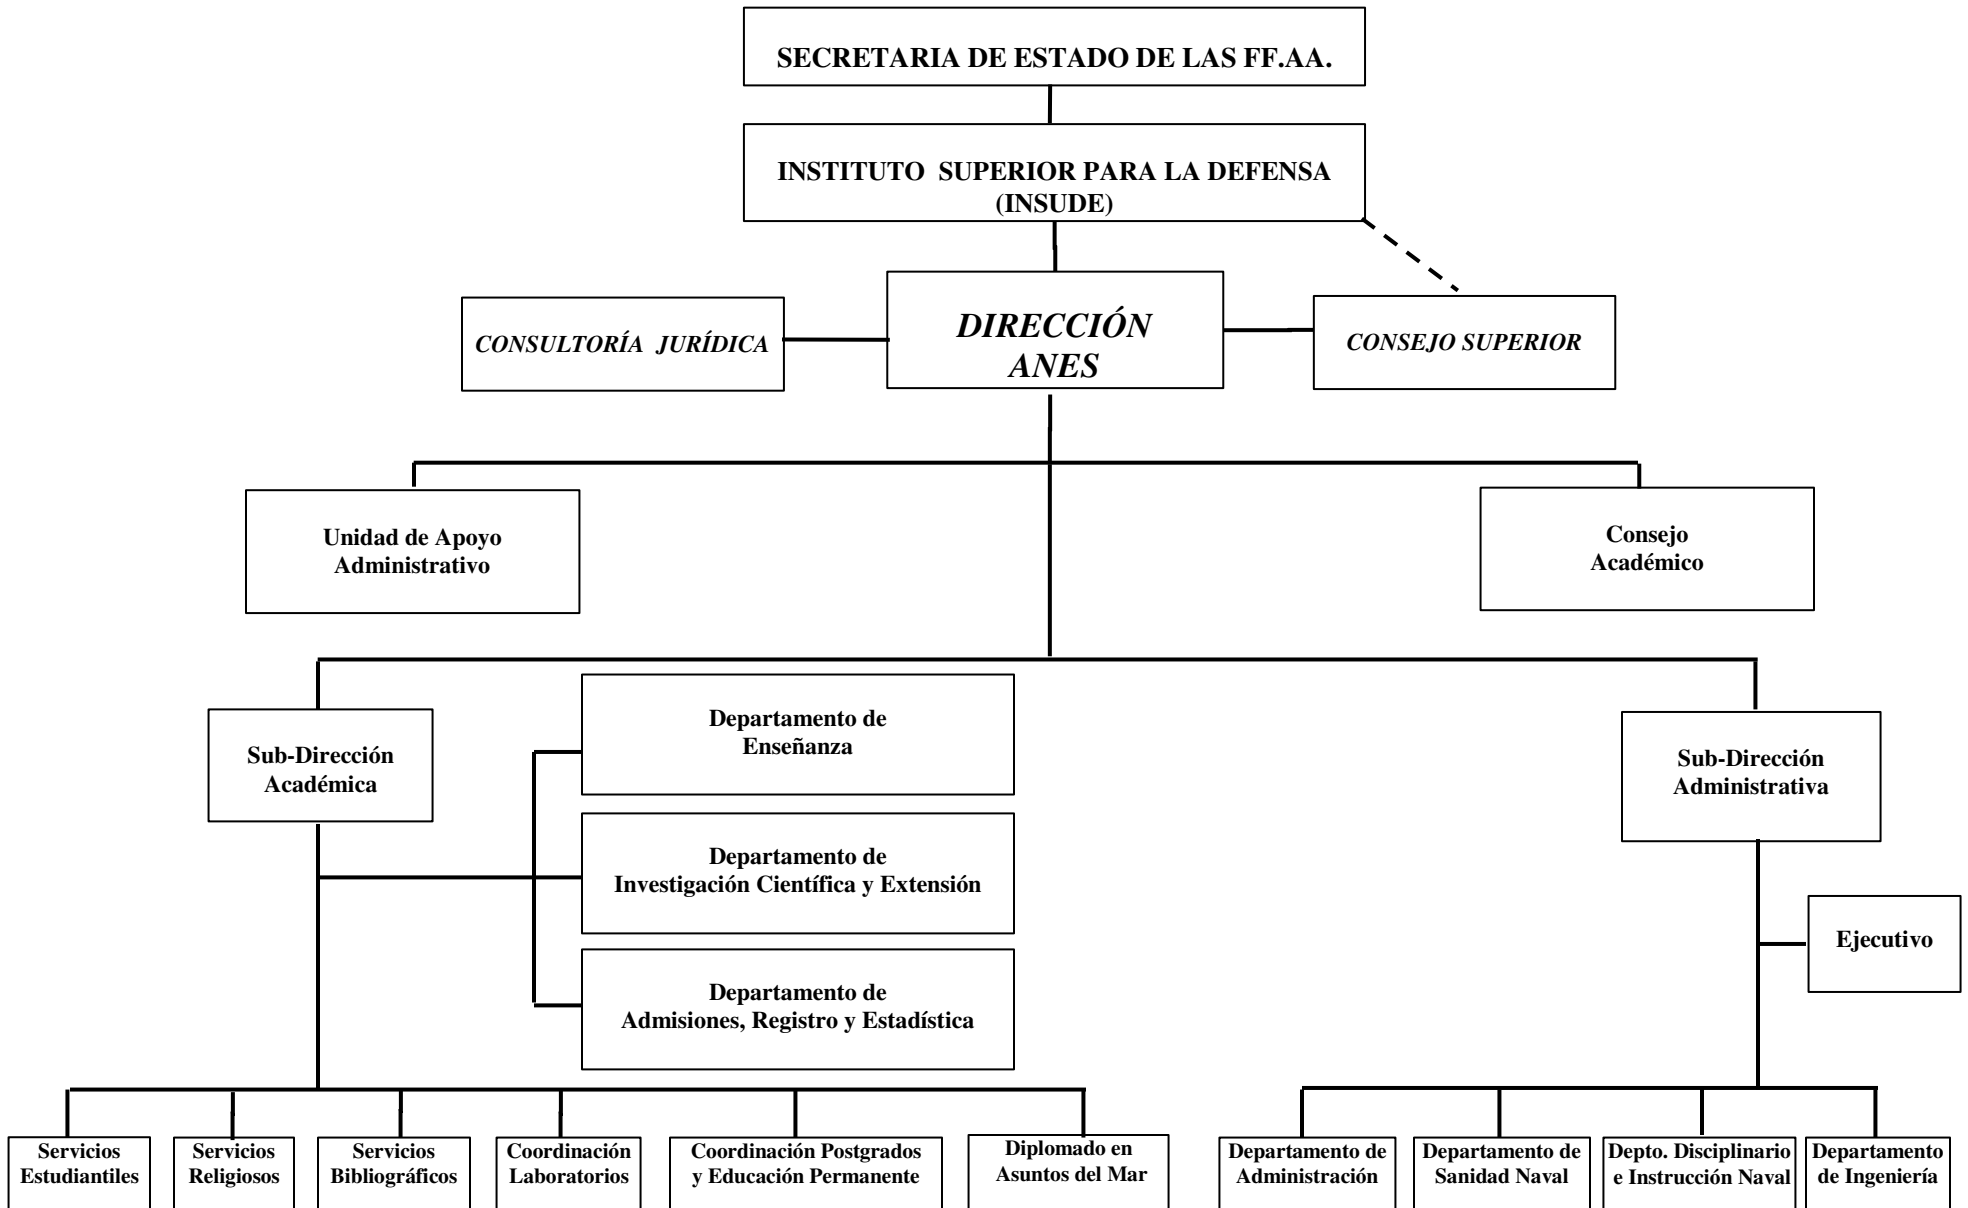 SECRETARIA DE ESTADO DE LAS FF.AA.
INSTITUTO SUPERIOR PARA LA DEFENSA
(INSUDE)
CONSULTORÍA JURÍDICA
DIRECCIÓN
ANES
CONSEJO SUPERIOR
Unidad de Apoyo
Administrativo
Consejo
Académico
Sub-Dirección
Académica
Departamento de
Enseñanza
Departamento de
Investigación Científica y Extensión
Departamento de
Admisiones, Registro y Estadística
Sub-Dirección
Administrativa
Ejecutivo
Servicios
Estudiantiles
Servicios
Religiosos
Servicios
Bibliográficos
Coordinación
Laboratorios
Coordinación Postgrados
y Educación Permanente
Diplomado en
Asuntos del Mar
Departamento de
Administración
Departamento de
Sanidad Naval
Depto. Disciplinario
e Instrucción Naval
Departamento
de Ingeniería